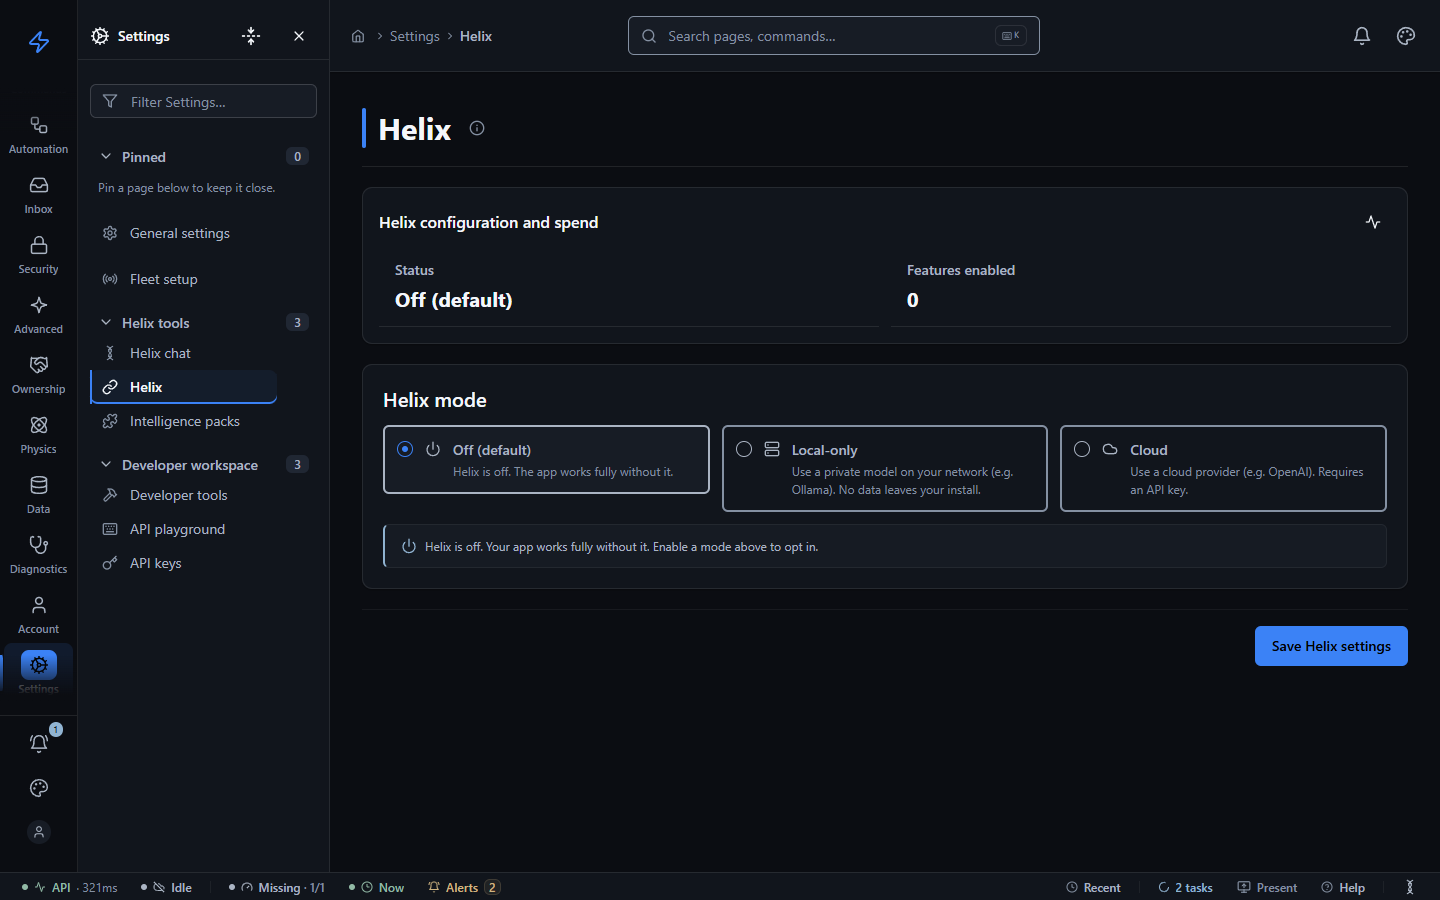 Settings
Settings
Helix
Search pages, commands...
K
Automation
Inbox
Security
Advanced
Ownership
Physics
Data
Diagnostics
Account
Settings
1
Filter Settings...
Pinned
0
Pin a page below to keep it close.
General settings
Fleet setup
Helix tools
3
Helix chat
Helix
Intelligence packs
Developer workspace
3
Developer tools
API playground
API keys
Helix
Helix configuration and spend
Status
Off (default)
Features enabled
0
Helix mode
Off (default)
Helix is off. The app works fully without it.
Local-only
Use a private model on your network (e.g.
Ollama). No data leaves your install.
Cloud
Use a cloud provider (e.g. OpenAI). Requires
an API key.
Helix is off. Your app works fully without it. Enable a mode above to opt in.
Save Helix settings
API · 321ms
Idle
Missing · 1/1
Now
Alerts 2
Recent
2 tasks
Present
Help